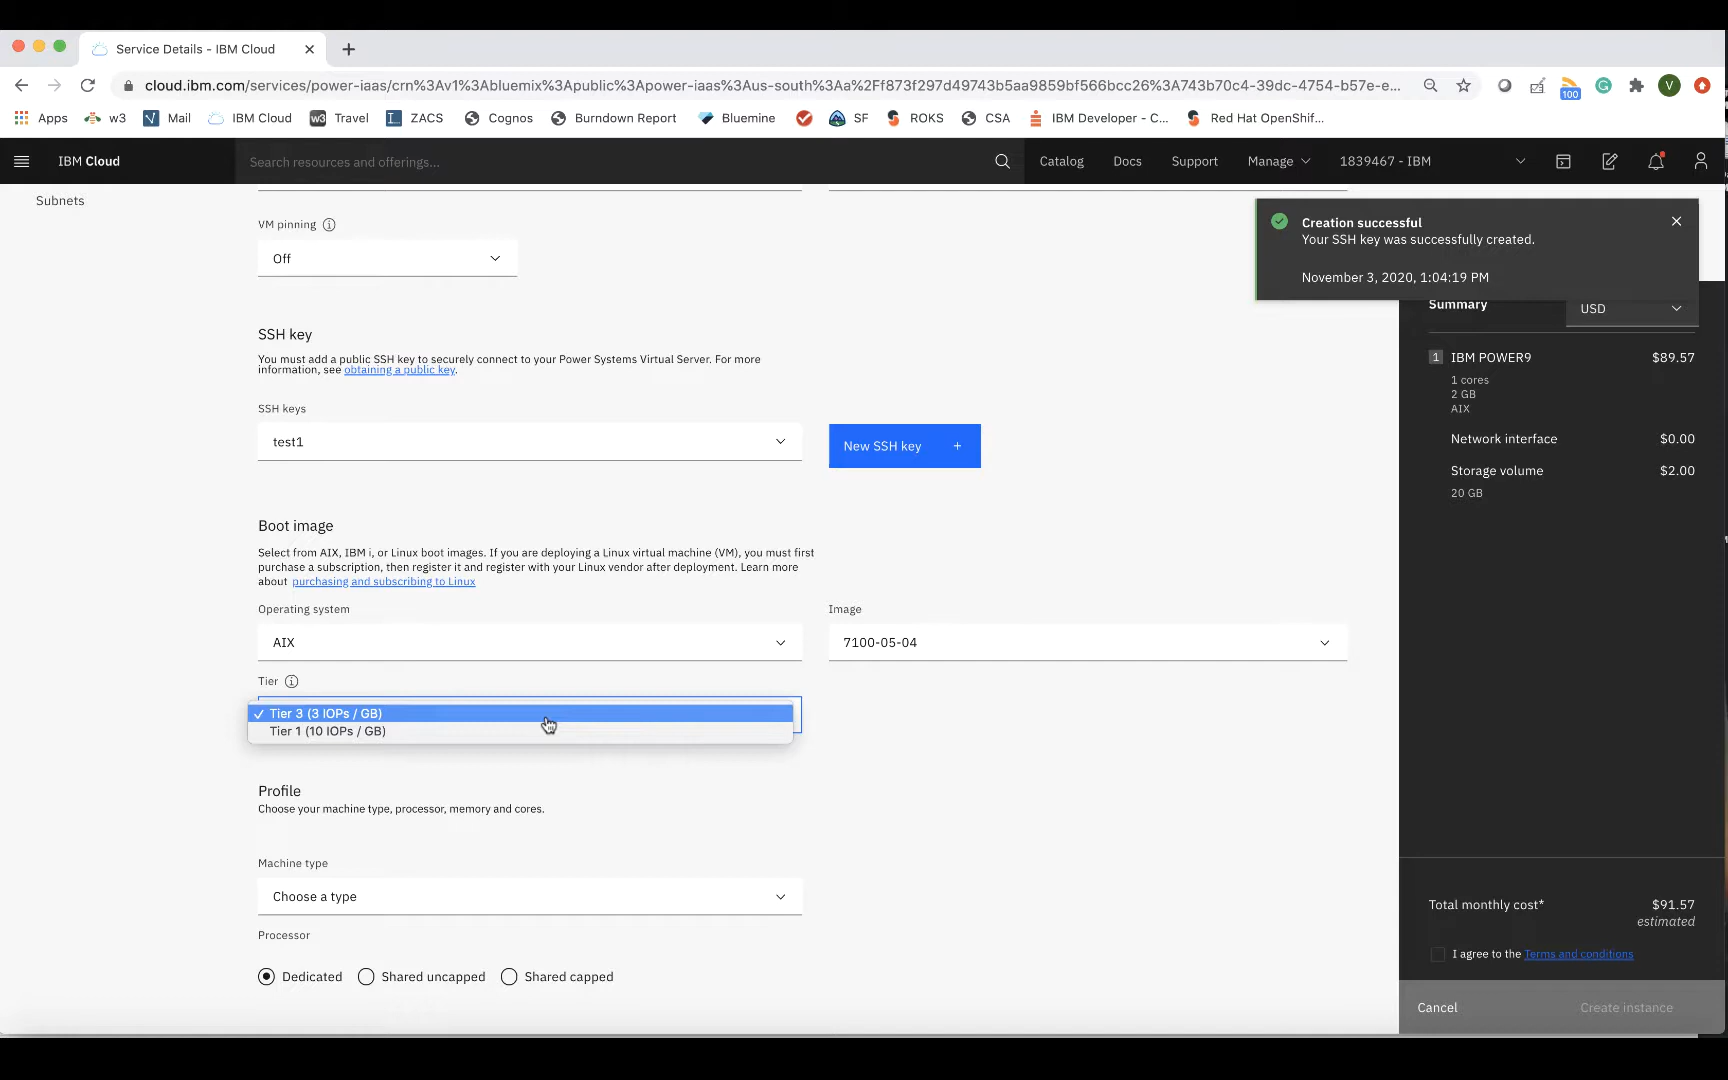 Service Details - IBM Cloud
cloud.ibm.com/services/power-iaas/crn%3Av1%3Abluemix%3Apublic%3Apower-iaas%3Aus-south%3Aa%2Ff873f297d49743b5aa9859bf566bcc26%3A743b70c4-39dc-4754-b57e-e...
100
V
Apps
w3
Mail
IBM Cloud
w3
Travel
ZACS
Cognos
Burndown Report
Bluemine
SF
ROKS
CSA
IBM Developer - C...
Red Hat OpenShif...
IBM Cloud
Search resources and offerings...
Catalog
Docs
Support
Manage
1839467 - IBM
Subnets
VM pinning
Off
SSH key
You must add a public SSH key to securely connect to your Power Systems Virtual Server. For more
information, see obtaining a public key.
SSH keys
test1
New SSH key +
Boot image
Select from AIX, IBM i, or Linux boot images. If you are deploying a Linux virtual machine (VM), you must first
purchase a subscription, then register it and register with your Linux vendor after deployment. Learn more
about purchasing and subscribing to Linux
Operating system
AIX
Image
7100-05-04
Tier
Tier 3 (3 IOPs / GB)
Tier 1 (10 IOPs / GB)
Profile
Choose your machine type, processor, memory and cores.
Machine type
Choose a type
Processor
Dedicated
Shared uncapped
Shared capped
Creation successful
Your SSH key was successfully created.
November 3, 2020, 1:04:19 PM
Summary
USD
1 IBM POWER9 $89.57
1 cores
2 GB
AIX
Network interface $0.00
Storage volume $2.00
20 GB
Total monthly cost* $91.57
estimated
I agree to the Terms and conditions
Cancel
Create instance